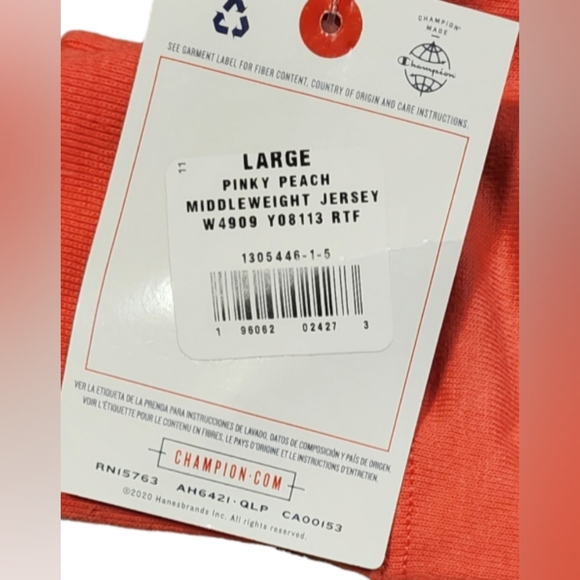 CHAMPION
MADE
Champion
SEE GARMENT LABEL FOR FIBER CONTENT, COUNTRY OF ORIGIN AND CARE INSTRUCTIONS.
11
LARGE
PINKY PEACH
MIDDLEWEIGHT JERSEY
W4909 Y08113 RTF
1305446-1-5
1 96062 02427 3
VER LA ETIQUETA DE LA PRENDA PARA INSTRUCCIONES DE LAVADO, DATOS DE COMPOSICIÓN Y PAÍS DE ORIGEN.
VOIR L'ÉTIQUETTE POUR LE CONTENU EN FIBRES, LE PAYS D'ORIGINE ET LE INSTRUCTIONS D'ENTRETIEN.
CHAMPION·COM
RN15763 AH6421·QLP CA00153
©2020 Hanesbrands Inc. All rights reserved.